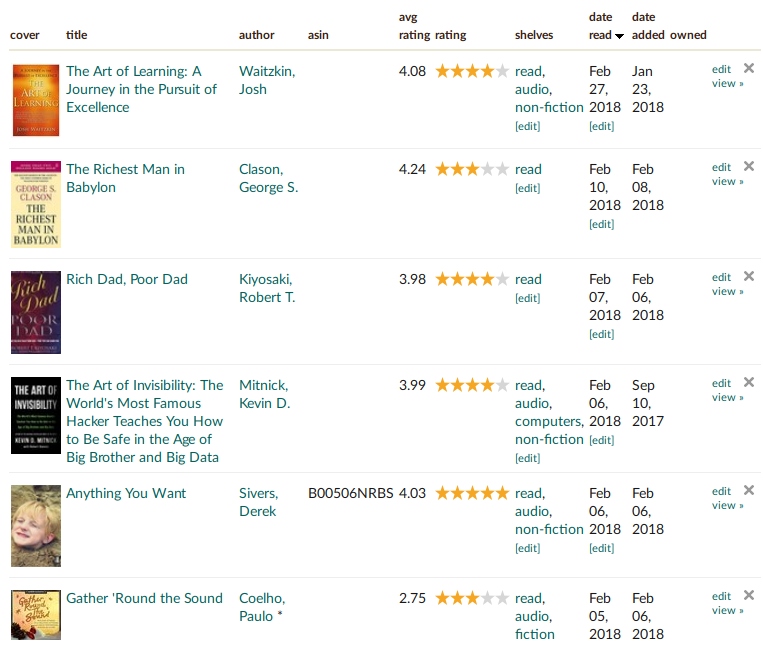 cover title author asin avg rating rating shelves date read date added owned
THE ART OF LEARNING
JOSH WAITZKIN
The Art of Learning: A Journey in the Pursuit of Excellence
Waitzkin, Josh
4.08
read, audio, non-fiction
[edit]
Feb 27, 2018
[edit]
Jan 23, 2018
edit
view »
GEORGE S. CLASON
THE RICHEST MAN IN BABYLON
The Richest Man in Babylon
Clason, George S.
4.24
read
[edit]
Feb 10, 2018
[edit]
Feb 08, 2018
edit
view »
Rich Dad
POOR DAD
Rich Dad, Poor Dad
Kiyosaki, Robert T.
3.98
read
[edit]
Feb 07, 2018
[edit]
Feb 06, 2018
edit
view »
THE ART OF INVISIBILITY
KEVIN D. MITNICK
The Art of Invisibility: The World's Most Famous Hacker Teaches You How to Be Safe in the Age of Big Brother and Big Data
Mitnick, Kevin D.
3.99
read, audio, computers, non-fiction
[edit]
Feb 06, 2018
[edit]
Sep 10, 2017
edit
view »
Anything You Want
Sivers, Derek
B00506NRBS
4.03
read, audio, non-fiction
[edit]
Feb 06, 2018
[edit]
Feb 06, 2018
edit
view »
Gather 'Round the Sound
Gather 'Round the Sound
Coelho, Paulo *
2.75
read, audio, fiction
Feb 05, 2018
Feb 06, 2018
edit
view »